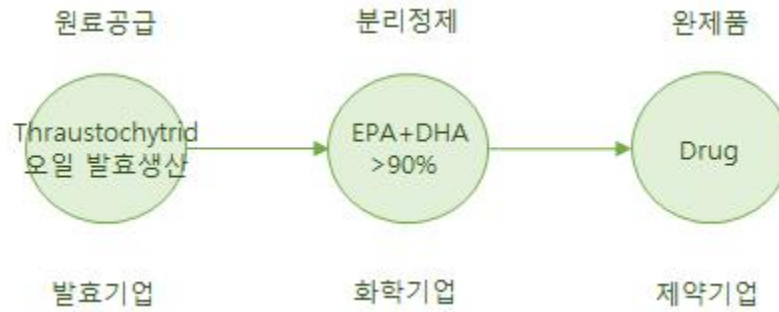 원료공급
분리정제
완제품
Thraustochytrid
오일 발효생산
EPA+DHA
>90%
Drug
발효기업
화학기업
제약기업